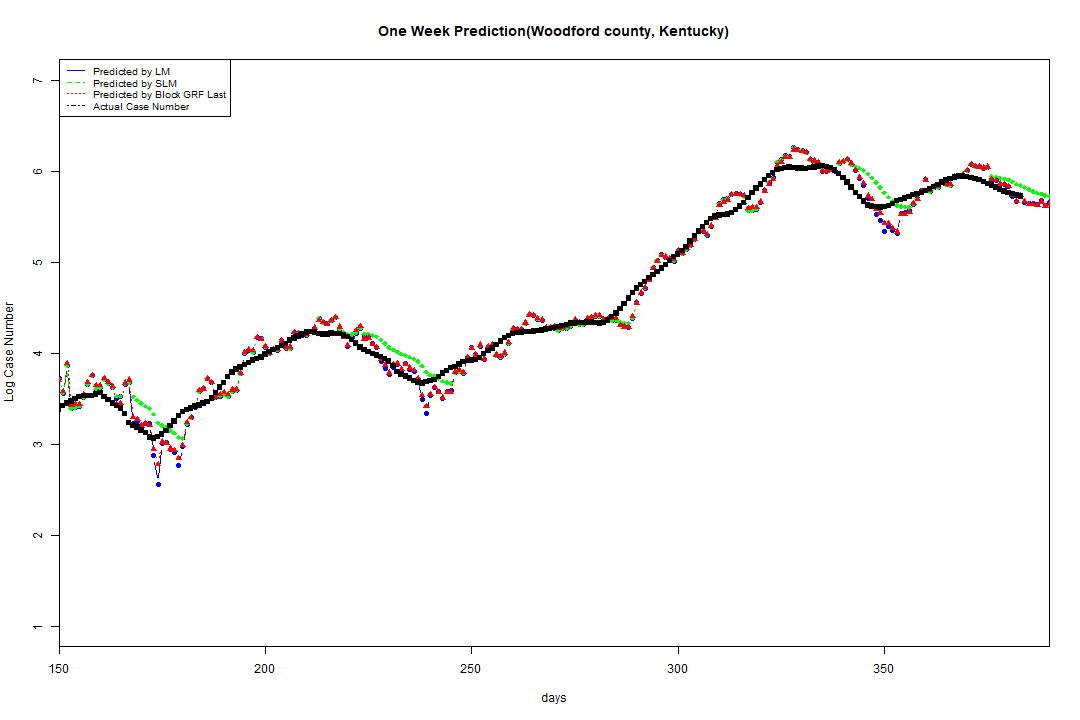 One Week Prediction(Woodford county, Kentucky)
Predicted by LM
Predicted by SLM
Predicted by Block GRF Last
Actual Case Number
Log Case Number
7
6
5
4
3
2
1
150 200 250 300 350
days